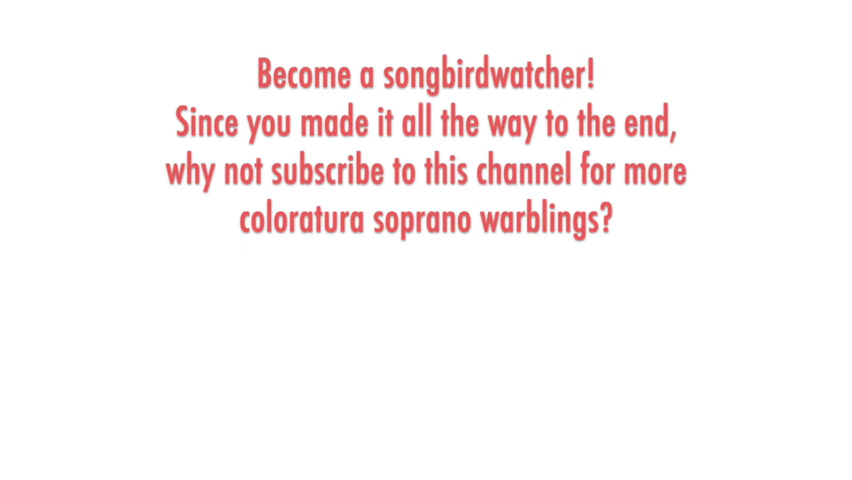 Become a songbirdwatcher!
Since you made it all the way to the end,
why not subscribe to this channel for more
coloratura soprano warblings?